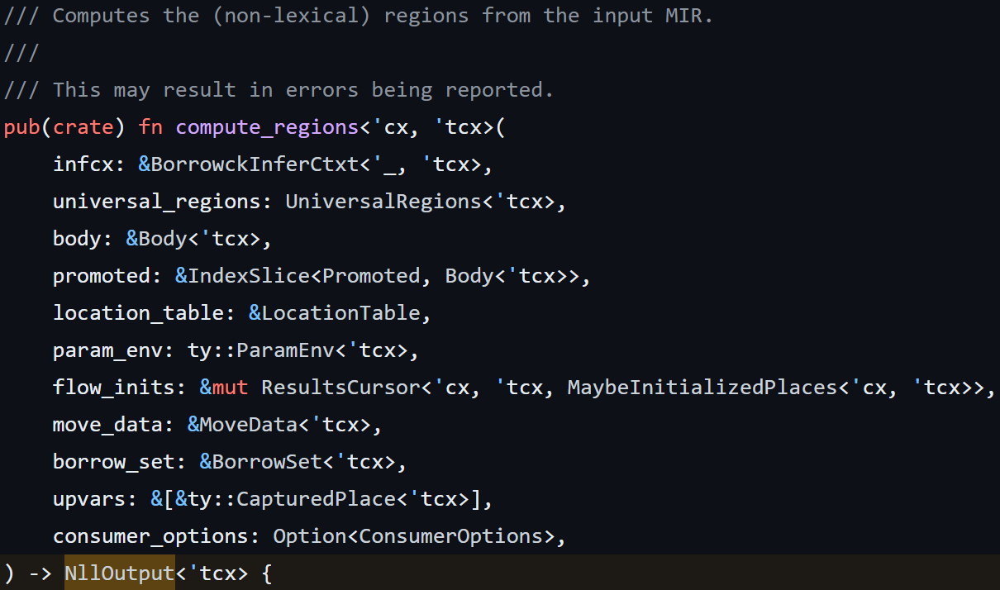 /// Computes the (non-lexical) regions from the input MIR.
///
/// This may result in errors being reported.
pub(crate) fn compute_regions<'cx, 'tcx>(
    infcx: &BorrowckInferCtxt<'_, 'tcx>,
    universal_regions: UniversalRegions<'tcx>,
    body: &Body<'tcx>,
    promoted: &IndexSlice<Promoted, Body<'tcx>>,
    location_table: &LocationTable,
    param_env: ty::ParamEnv<'tcx>,
    flow_inits: &mut ResultsCursor<'cx, 'tcx, MaybeInitializedPlaces<'cx, 'tcx>>,
    move_data: &MoveData<'tcx>,
    borrow_set: &BorrowSet<'tcx>,
    upvars: &[&ty::CapturedPlace<'tcx>],
    consumer_options: Option<ConsumerOptions>,
) -> NllOutput<'tcx> {